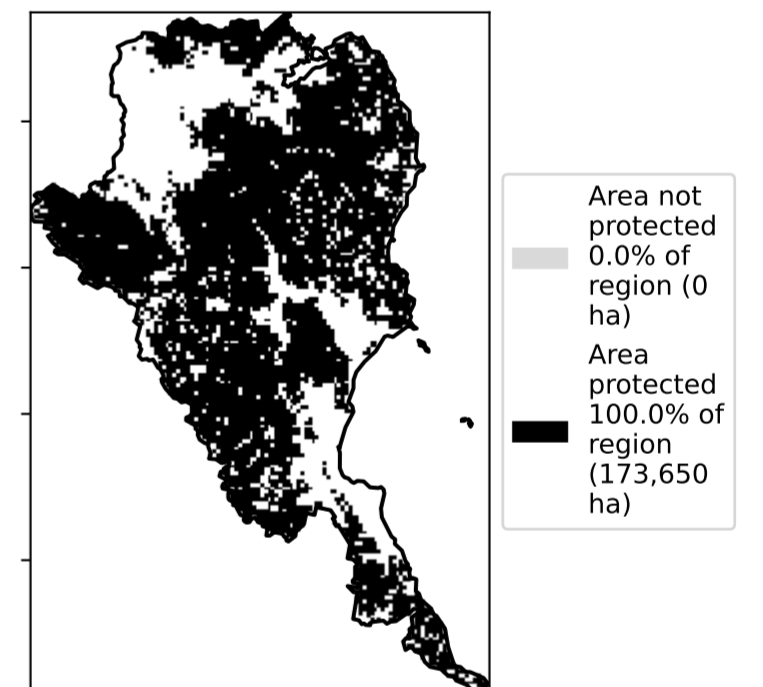 Area not
protected
0.0% of
region (0
ha)
Area
protected
100.0% of
region
(173,650
ha)